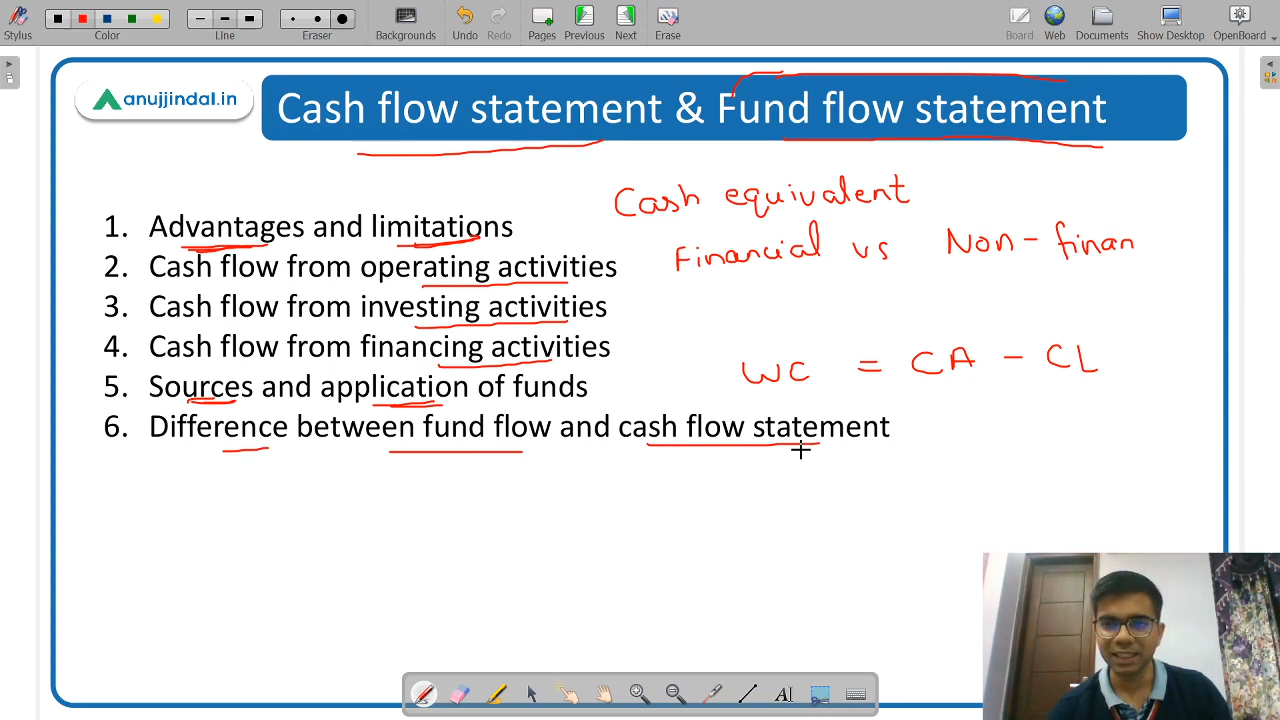 Stylus
Color
Line
Eraser
Backgrounds
Undo
Redo
Pages
Previous
Next
Erase
Board
Web
Documents
Show Desktop
OpenBoard
anujjindal.in
Cash flow statement & Fund flow statement
Cash equivalent
Financial vs Non-finan
1. Advantages and limitations
2. Cash flow from operating activities
3. Cash flow from investing activities
4. Cash flow from financing activities
WC = CA - CL
5. Sources and application of funds
6. Difference between fund flow and cash flow statement